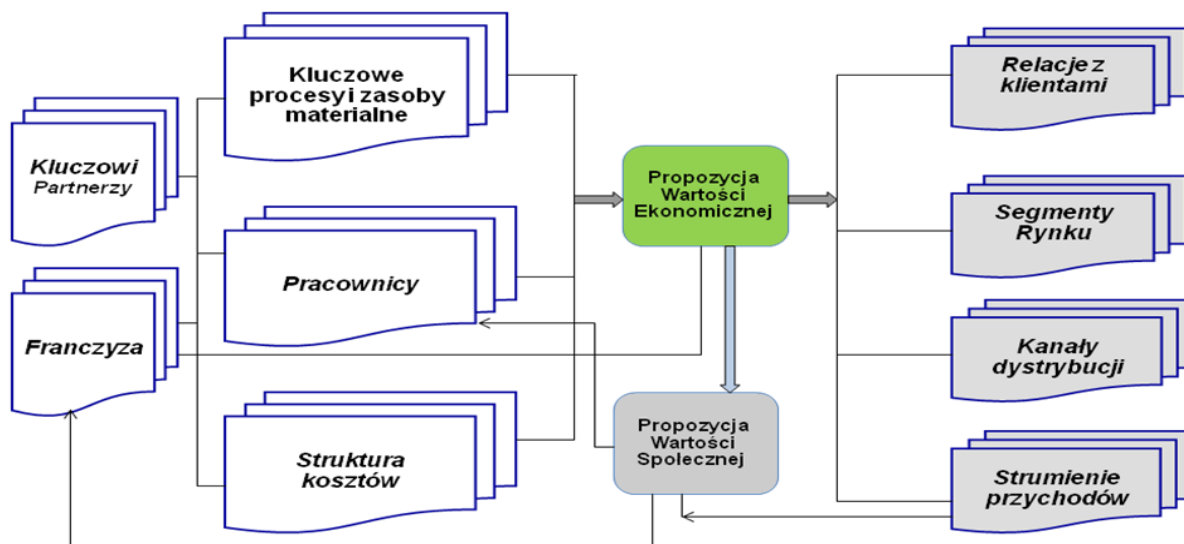 Kluczowe
procesy i zasoby
materialne
Kluczowi
Partnerzy
Pracownicy
Franczyza
Struktura
kosztów
Propozycja
Wartości
Ekonomicznej
Propozycja
Wartości
Społecznej
Relacje z
klientami
Segmenty
Rynku
Kanały
dystrybucji
Strumienie
przychodów